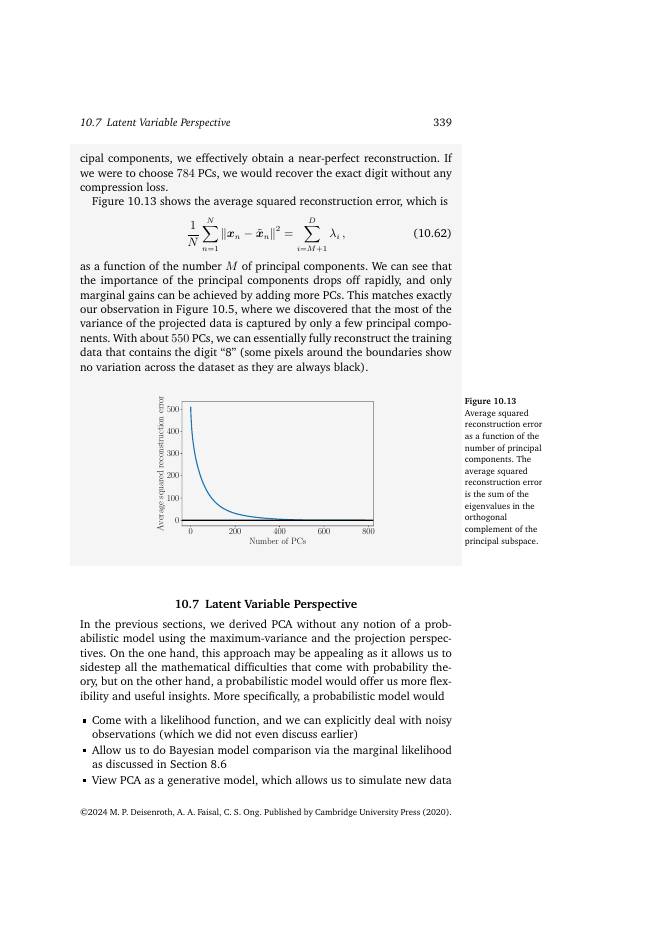 10.7 Latent Variable Perspective 339
cipal components, we effectively obtain a near-perfect reconstruction. If
we were to choose 784 PCs, we would recover the exact digit without any
compression loss.
Figure 10.13 shows the average squared reconstruction error, which is
1/N ∑_{n=1}^{N} ‖x_n − x̃_n‖² = ∑_{i=M+1}^{D} λ_i , (10.62)
as a function of the number M of principal components. We can see that
the importance of the principal components drops off rapidly, and only
marginal gains can be achieved by adding more PCs. This matches exactly
our observation in Figure 10.5, where we discovered that the most of the
variance of the projected data is captured by only a few principal compo-
nents. With about 550 PCs, we can essentially fully reconstruct the training
data that contains the digit “8” (some pixels around the boundaries show
no variation across the dataset as they are always black).
Average squared reconstruction error
500
400
300
200
100
0
0 200 400 600 800
Number of PCs
Figure 10.13
Average squared
reconstruction error
as a function of the
number of principal
components. The
average squared
reconstruction error
is the sum of the
eigenvalues in the
orthogonal
complement of the
principal subspace.
10.7 Latent Variable Perspective
In the previous sections, we derived PCA without any notion of a prob-
abilistic model using the maximum-variance and the projection perspec-
tives. On the one hand, this approach may be appealing as it allows us to
sidestep all the mathematical difficulties that come with probability the-
ory, but on the other hand, a probabilistic model would offer us more flex-
ibility and useful insights. More specifically, a probabilistic model would
▪ Come with a likelihood function, and we can explicitly deal with noisy
observations (which we did not even discuss earlier)
▪ Allow us to do Bayesian model comparison via the marginal likelihood
as discussed in Section 8.6
▪ View PCA as a generative model, which allows us to simulate new data
©2024 M. P. Deisenroth, A. A. Faisal, C. S. Ong. Published by Cambridge University Press (2020).